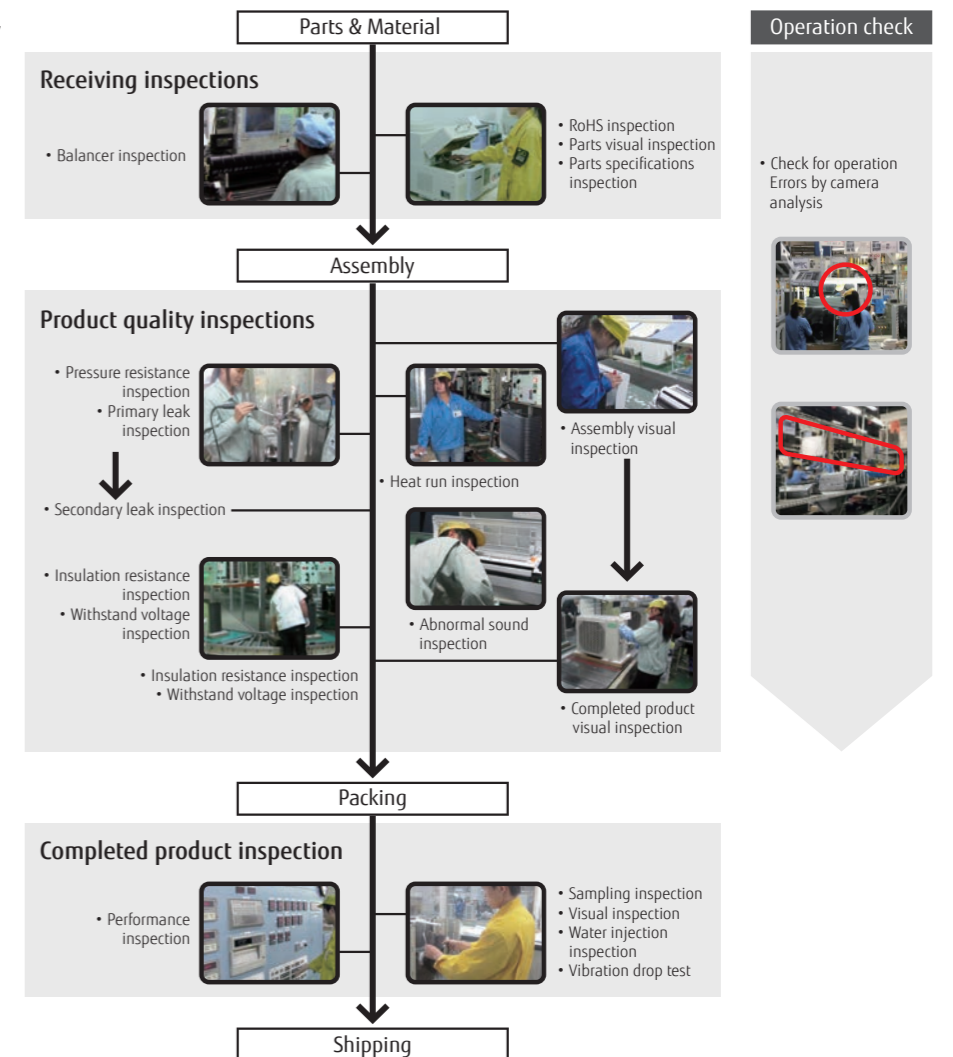 Parts & Material
Operation check
Receiving inspections
• Balancer inspection
• RoHS inspection
• Parts visual inspection
• Parts specifications
inspection
• Check for operation
Errors by camera
analysis
Assembly
Product quality inspections
• Pressure resistance
inspection
• Primary leak
inspection
• Heat run inspection
• Assembly visual
inspection
• Secondary leak inspection
• Insulation resistance
inspection
• Withstand voltage
inspection
• Abnormal sound
inspection
• Insulation resistance inspection
• Withstand voltage inspection
• Completed product
visual inspection
Packing
Completed product inspection
• Performance
inspection
• Sampling inspection
• Visual inspection
• Water injection
inspection
• Vibration drop test
Shipping